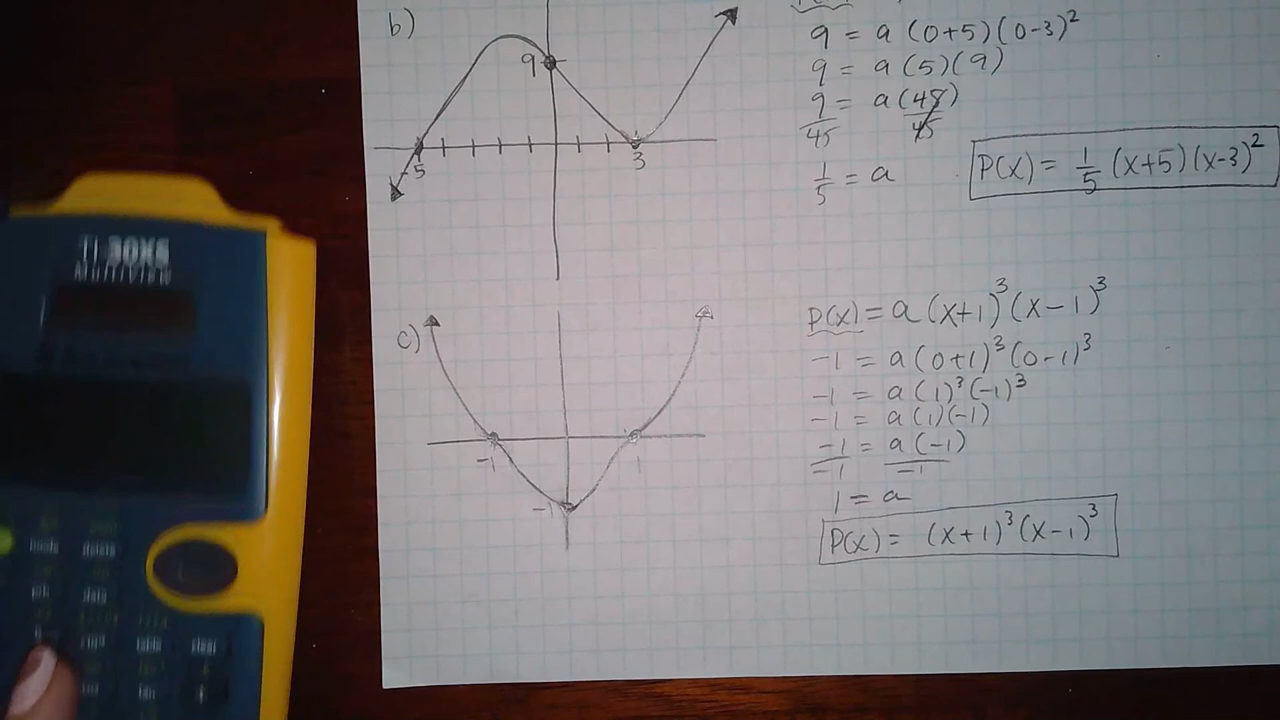 b)
9
-5
3
9 = a (0+5)(0-3)²
9 = a(5)(9)
9/45 = a(45)/45
1/5 = a
P(x) = 1/5 (x+5)(x-3)²
c)
-1
1
-1
P(x) = a(x+1)³(x-1)³
-1 = a(0+1)³(0-1)³
-1 = a(1)³(-1)³
-1 = a(1)(-1)
-1/-1 = a(-1)/-1
1 = a
P(x) = (x+1)³(x-1)³
TI-30XS
MULTIVIEW